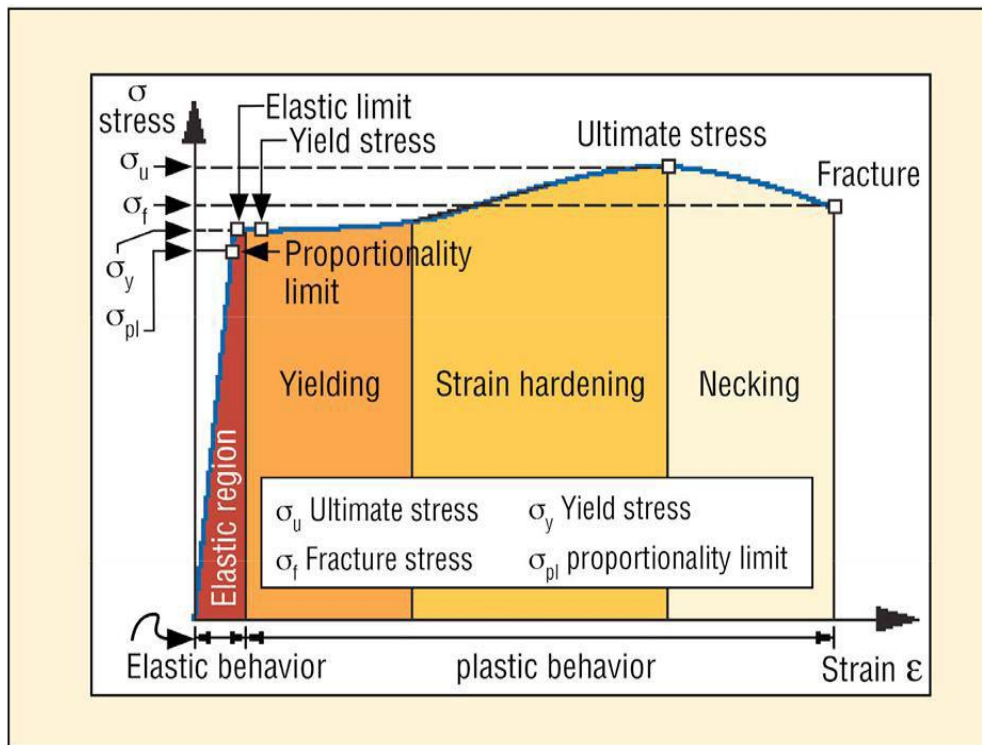 σ
stress
Elastic limit
Yield stress
Ultimate stress
Fracture
σu
σf
σy
σpl
Proportionality
limit
Elastic region
Yielding
Strain hardening
Necking
σu Ultimate stress
σy Yield stress
σf Fracture stress
σpl proportionality limit
Elastic behavior
plastic behavior
Strain ε